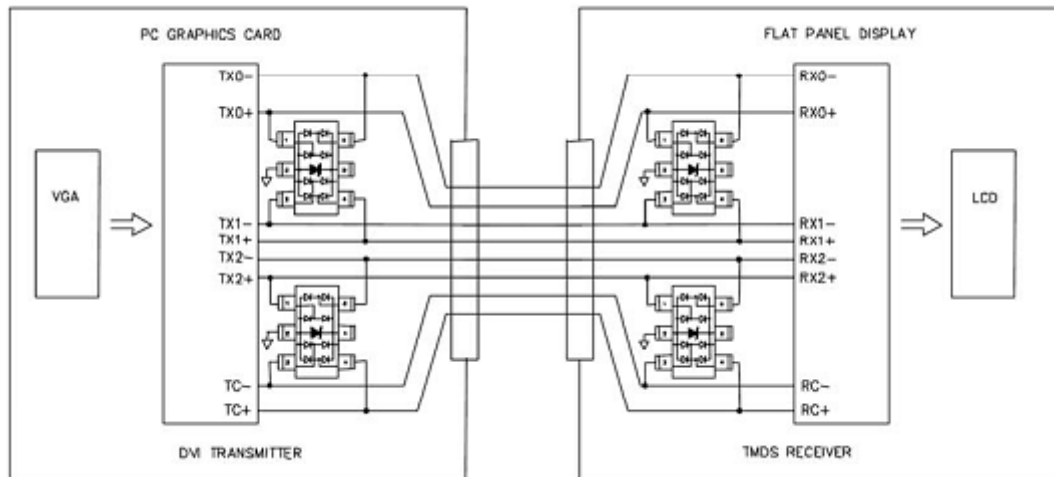 PC GRAPHICS CARD
FLAT PANEL DISPLAY
TX0-
TX0+
TX1-
TX1+
TX2-
TX2+
TC-
TC+
RX0-
RX0+
RX1-
RX1+
RX2-
RX2+
RC-
RC+
VGA
LCD
DVI TRANSMITTER
TMDS RECEIVER